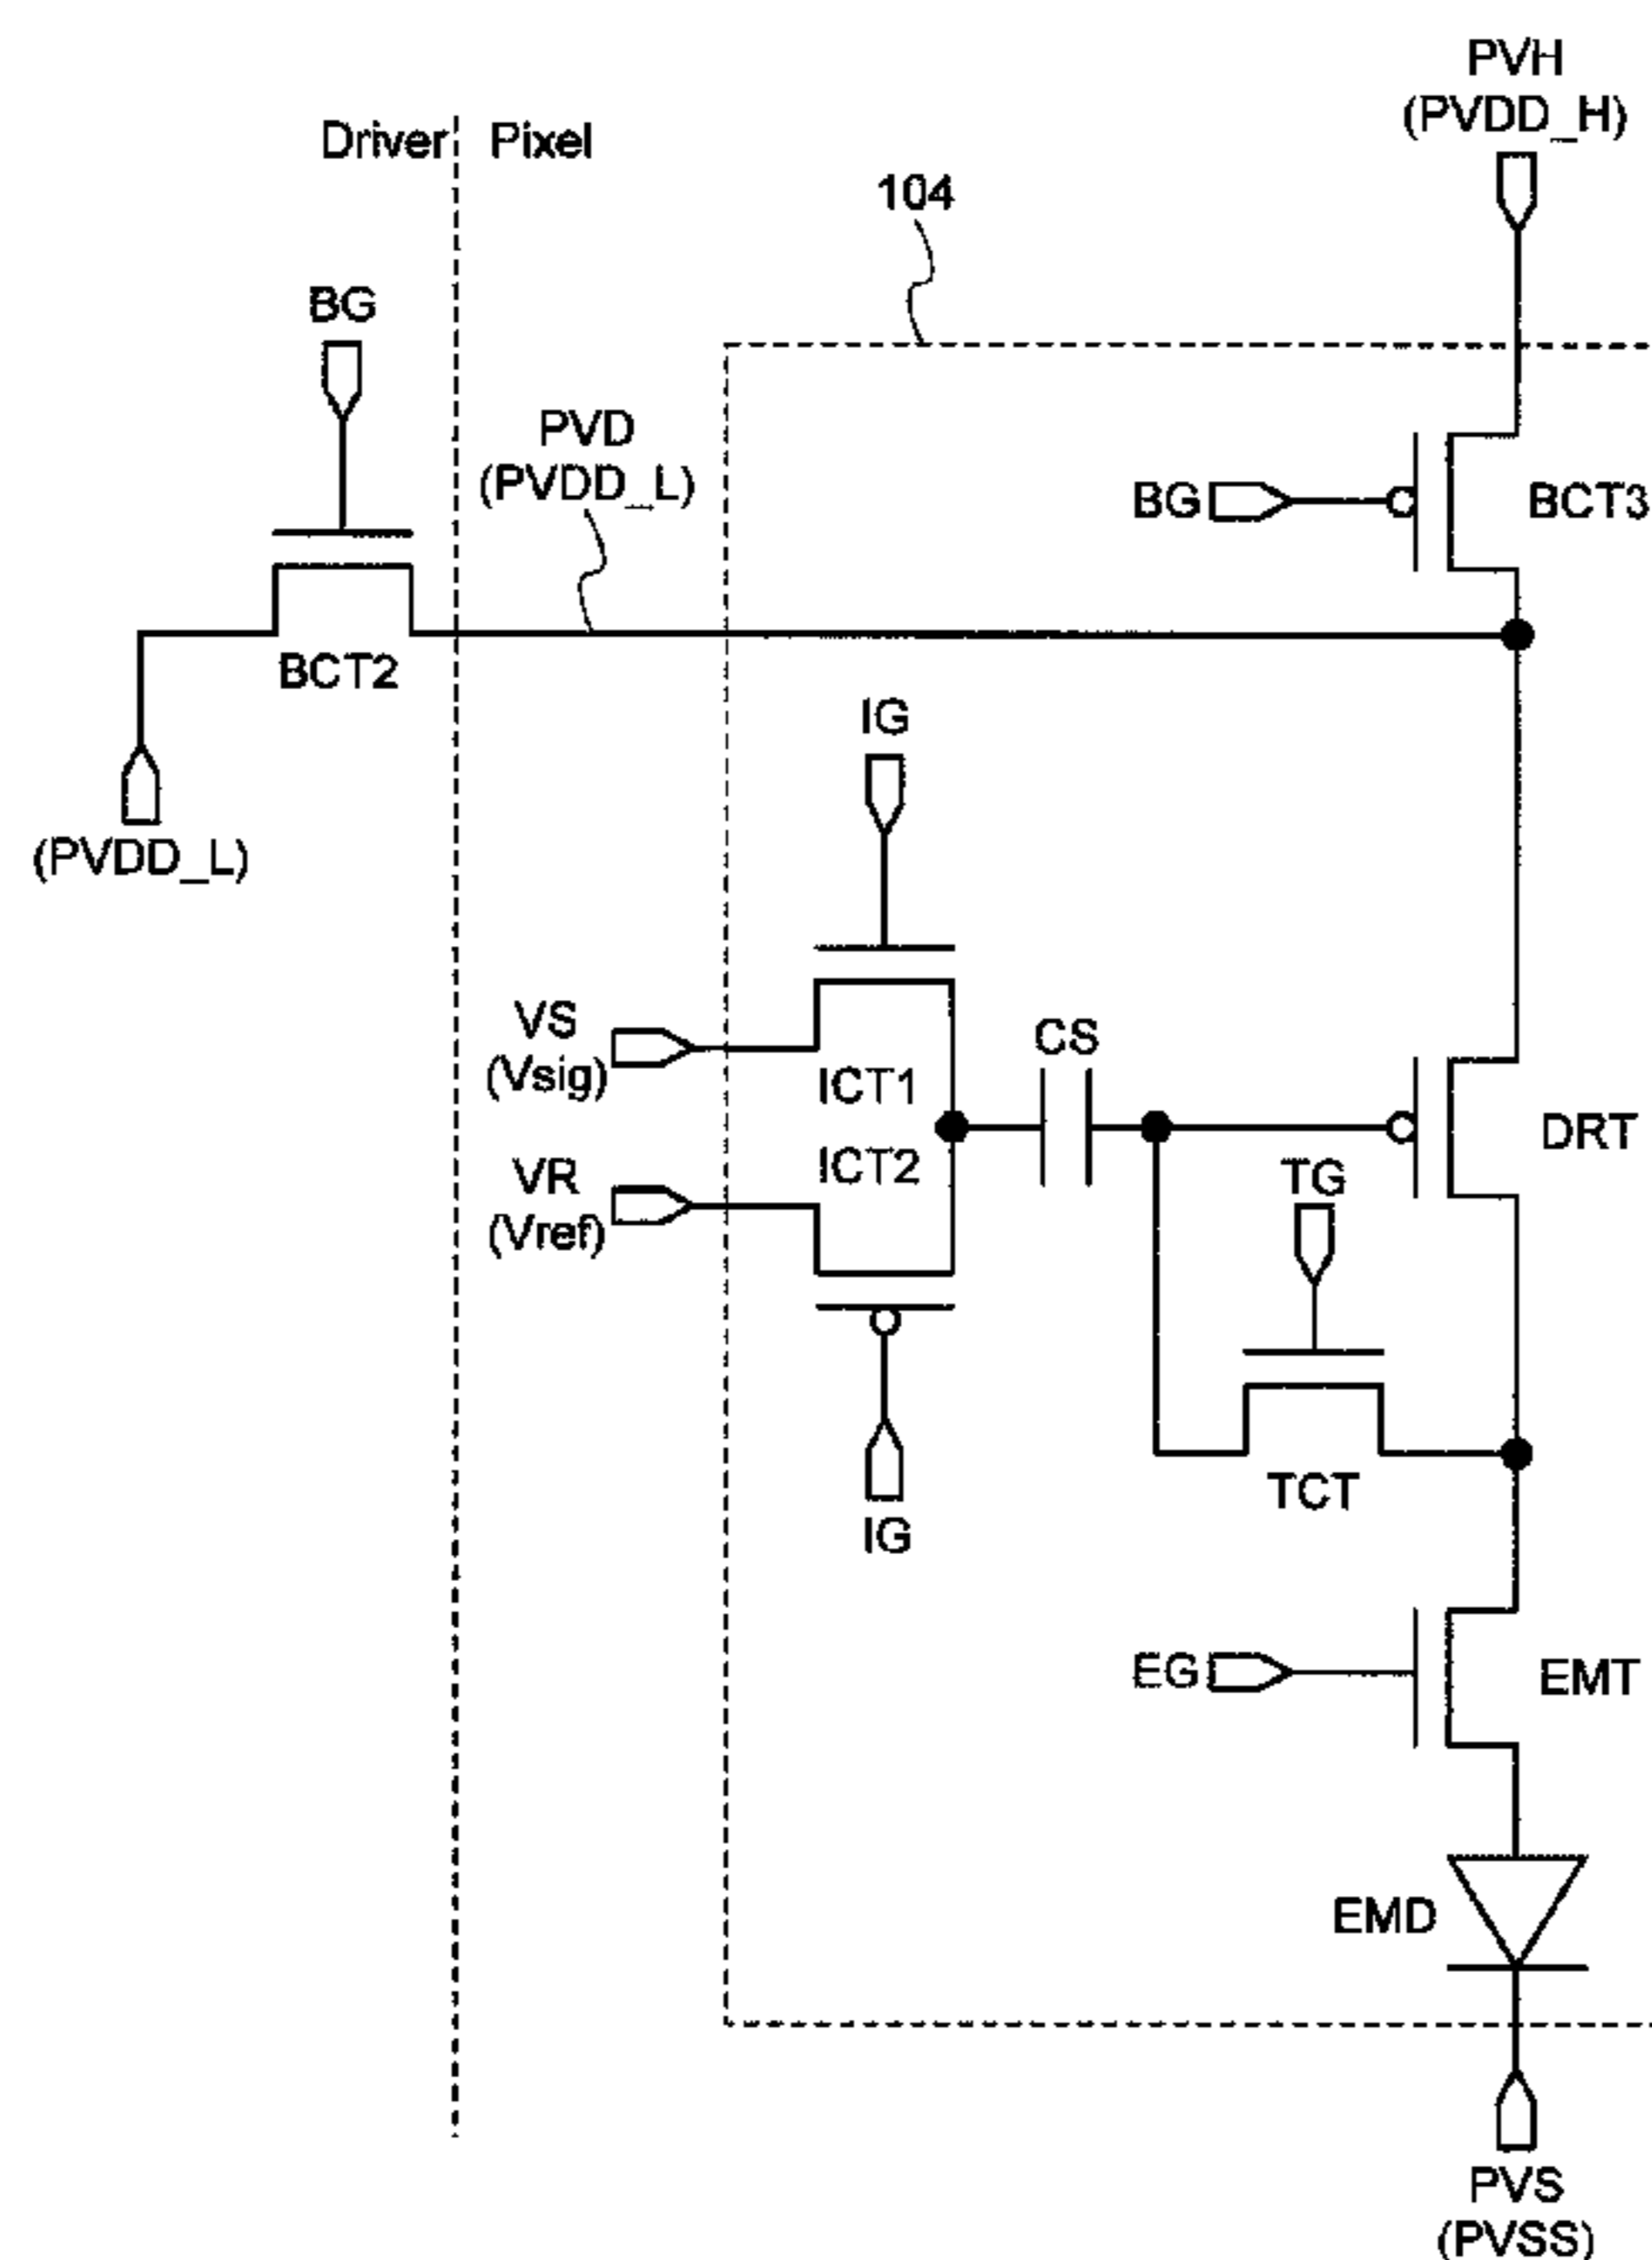 PVH
(PVDD_H)
Driver
Pixel
104
BG
PVD
(PVDD_L)
BG
BCT3
BCT2
IG
(PVDD_L)
VS
(Vsig)
CS
ICT1
DRT
ICT2
VR
(Vref)
TG
TCT
IG
EG
EMT
EMD
PVS
(PVSS)